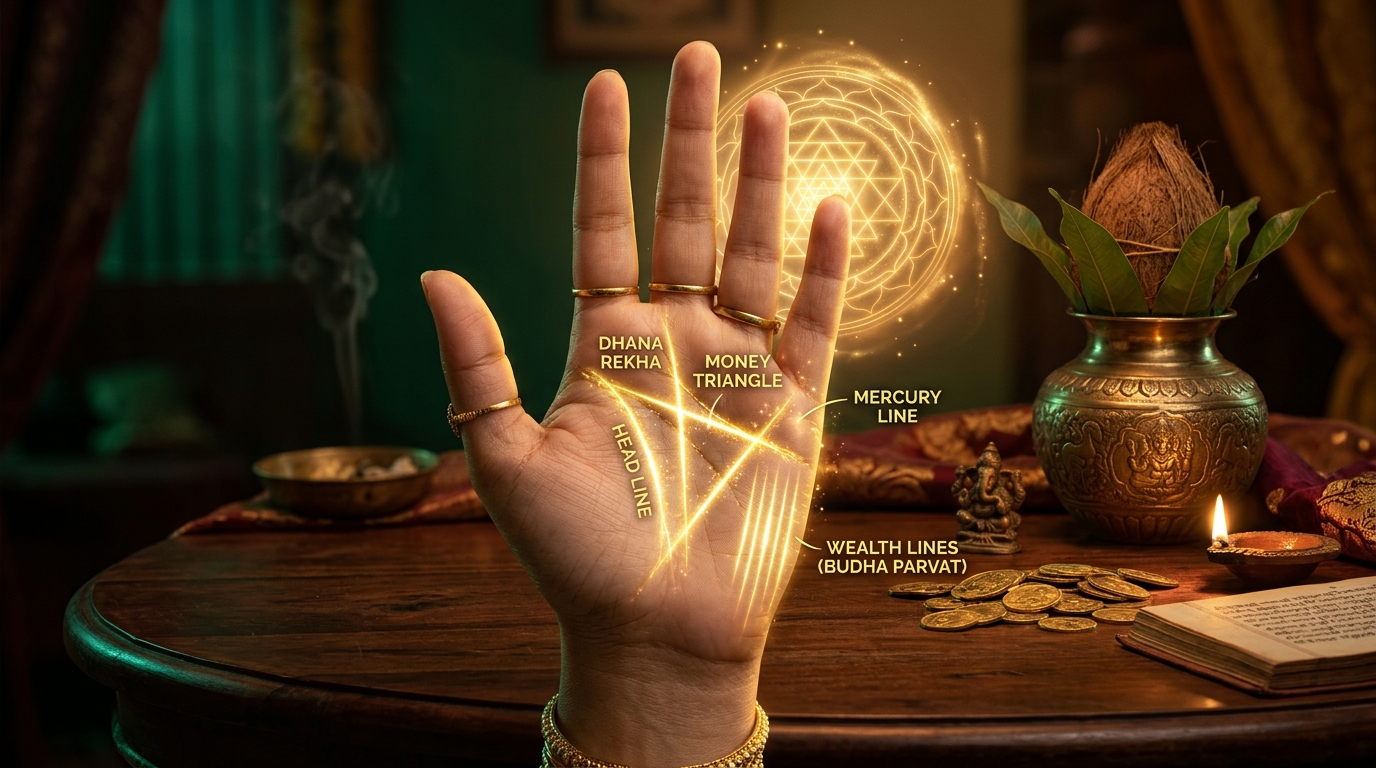 DHANA
REKHA
MONEY
TRIANGLE
MERCURY
LINE
HEAD LINE
WEALTH LINES
(BUDHA PARVAT)